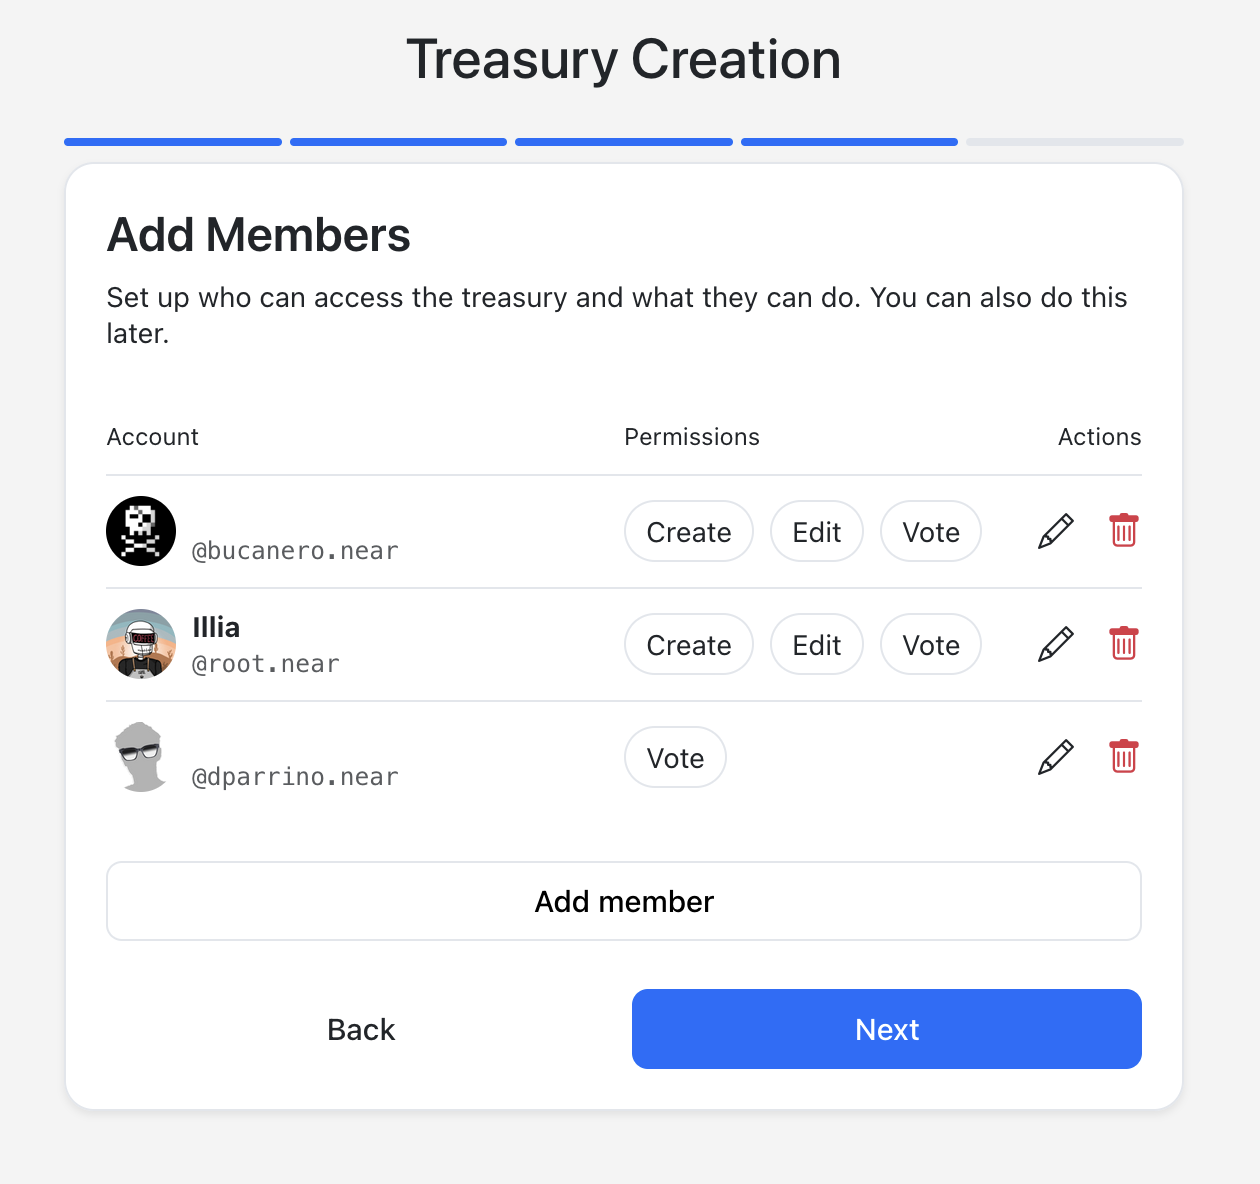 Treasury Creation
Add Members
Set up who can access the treasury and what they can do. You can also do this
later.
Account Permissions Actions
@bucanero.near Create Edit Vote
Illia
@root.near Create Edit Vote
@dparrino.near Vote
Add member
Back Next